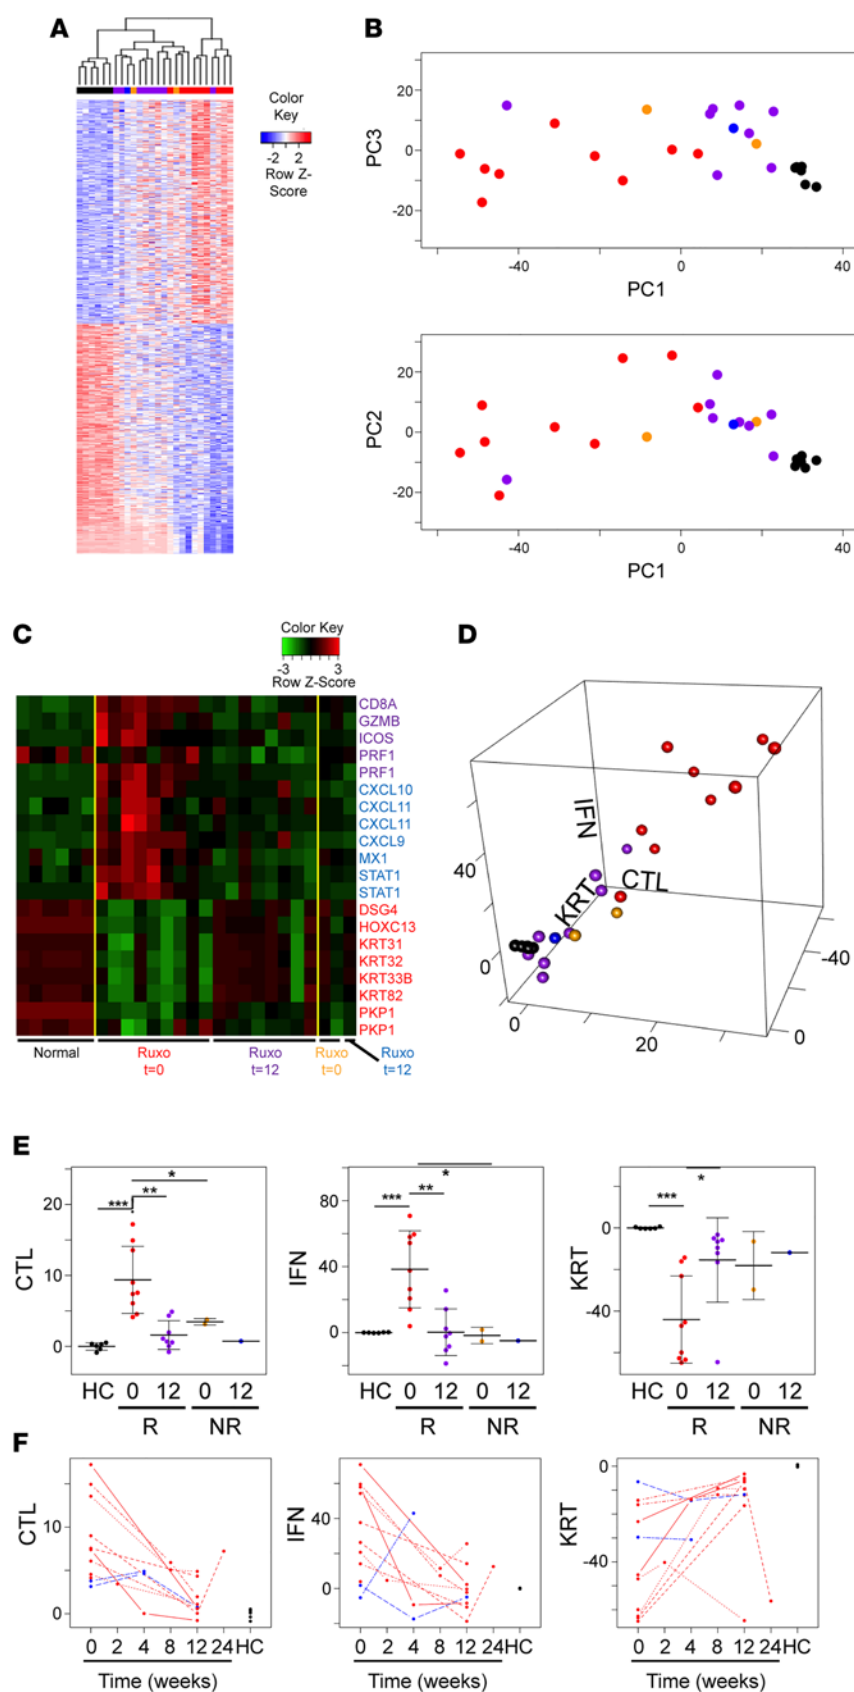 A
Color
Key
-2 2
Row Z-
Score
B
PC3
20
0
-20
-40 0 40
PC1
PC2
20
0
-20
-40 0 40
PC1
C
Color Key
-3 3
Row Z-Score
CD8A
GZMB
ICOS
PRF1
PRF1
CXCL10
CXCL11
CXCL11
CXCL9
MX1
STAT1
STAT1
DSG4
HOXC13
KRT31
KRT32
KRT33B
KRT82
PKP1
PKP1
Normal
Ruxo
t=0
Ruxo
t=12
Ruxo
t=0
Ruxo
t=12
D
IFN
CTL
KRT
40
0
0
20
0
-40
E
CTL
20
10
0
***
**
*
HC 0 12 0 12
R NR
IFN
80
40
0
***
**
*
HC 0 12 0 12
R NR
KRT
0
-40
-80
***
*
HC 0 12 0 12
R NR
F
CTL
10
0
0 2 4 8 12 24 HC
Time (weeks)
IFN
40
0
0 2 4 8 12 24 HC
Time (weeks)
KRT
0
-40
0 2 4 8 12 24 HC
Time (weeks)